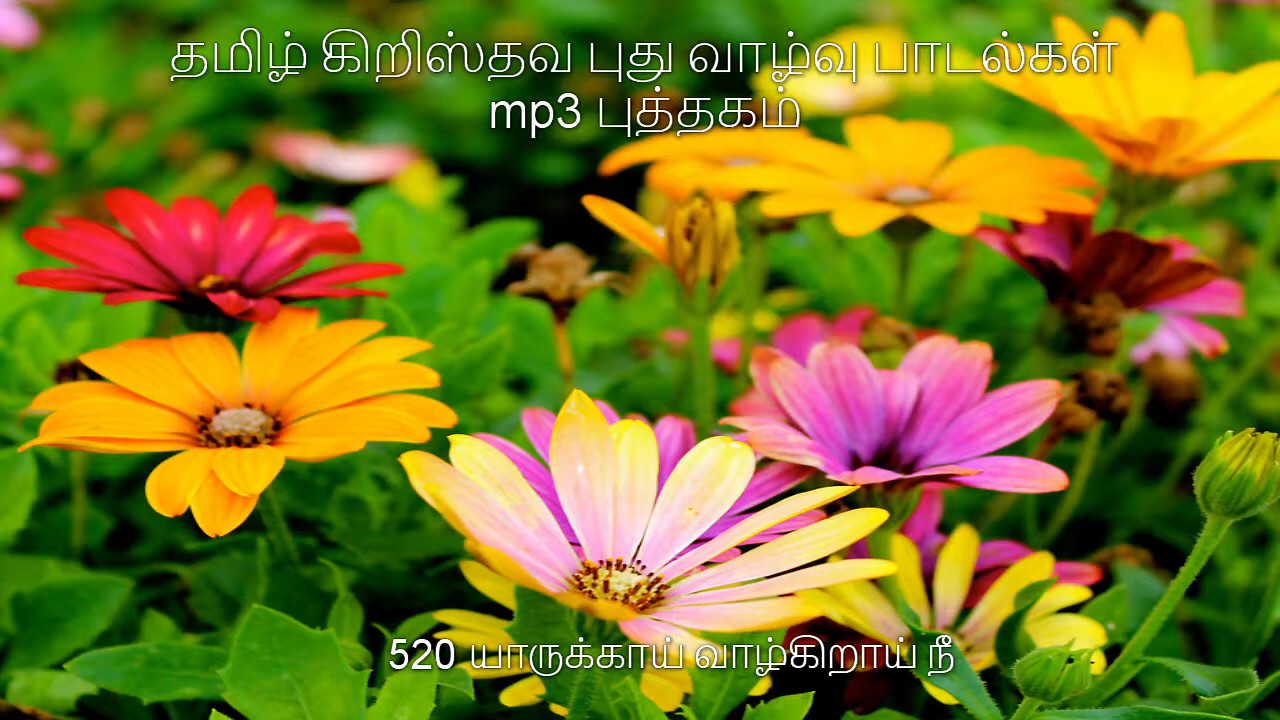 தமிழ் கிறிஸ்தவ புது வாழ்வு பாடல்கள்
mp3 புத்தகம்
520 யாருக்காய் வாழ்கிறாய் நீ